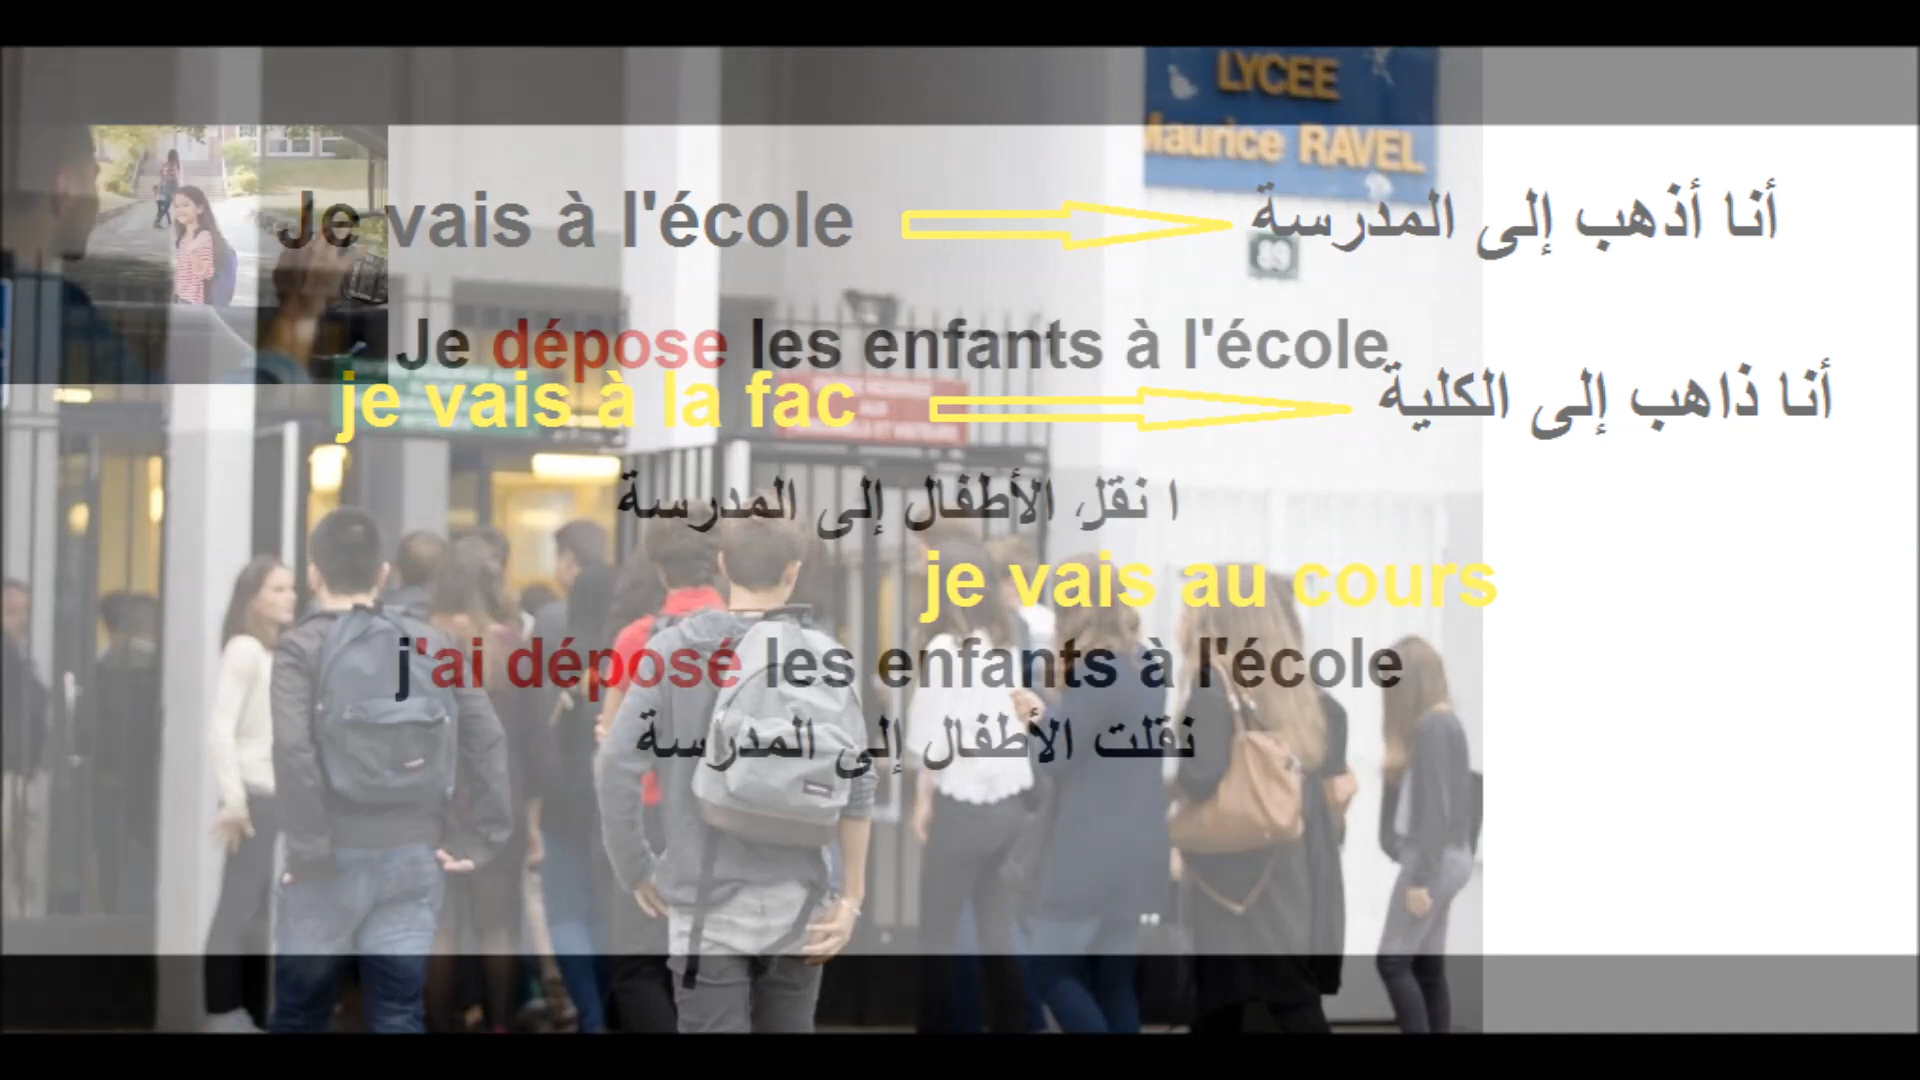 LYCEE
Maurice RAVEL
Je vais à l'école
أنا أذهب إلى المدرسة
89
Je dépose les enfants à l'école
je vais à la fac
أنا ذاهب إلى الكلية
ا نقل الأطفال إلى المدرسة
je vais au cours
j'ai déposé les enfants à l'école
نقلت الأطفال إلى المدرسة